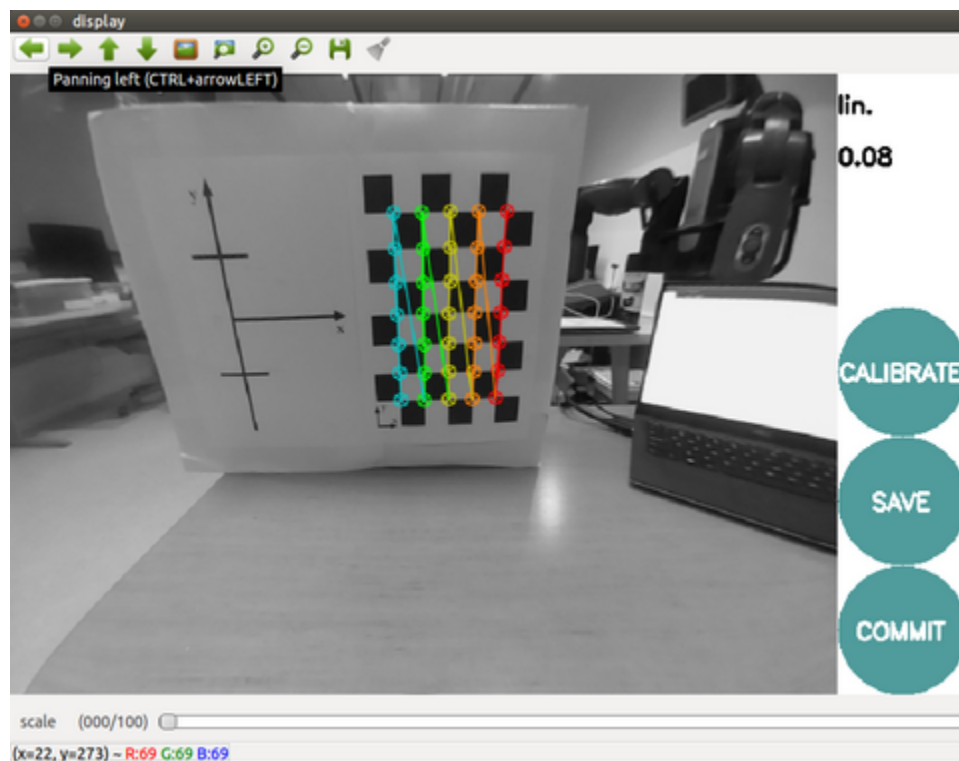 display
Panning left (CTRL+arrowLEFT)
lin.
0.08
y
x
CALIBRATE
SAVE
COMMIT
scale (000/100)
(x=22, y=273) ~ R:69 G:69 B:69